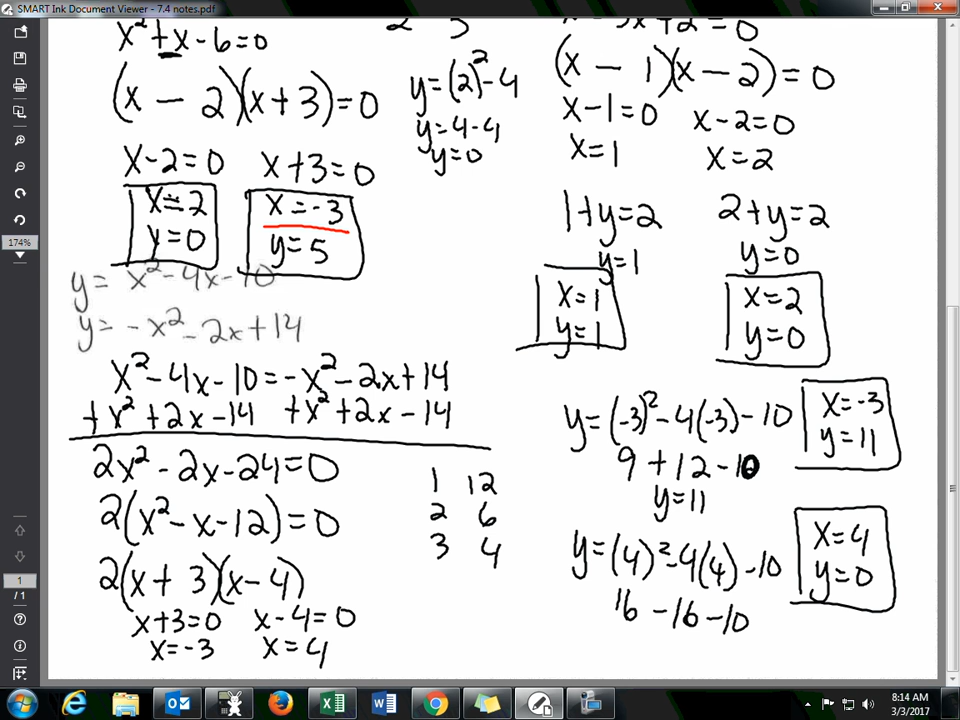 SMART Ink Document Viewer - 7.4 notes.pdf
x² + x - 6 = 0
(x - 2)(x + 3) = 0
x - 2 = 0 x + 3 = 0
x = 2
y = 0
x = -3
y = 5
2 3
y = (2)² - 4
y = 4 - 4
y = 0
x + 2 = 0
(x - 1)(x - 2) = 0
x - 1 = 0 x - 2 = 0
x = 1 x = 2
1 + y = 2 2 + y = 2
y = 1 y = 0
x = 1
y = 1
x = 2
y = 0
y = x² - 4x - 10
y = -x² - 2x + 14
x² - 4x - 10 = -x² - 2x + 14
+x² + 2x - 14 +x² + 2x - 14
2x² - 2x - 24 = 0
2(x² - x - 12) = 0
2(x + 3)(x - 4)
x + 3 = 0 x - 4 = 0
x = -3 x = 4
1 12
2 6
3 4
y = (-3)² - 4(-3) - 10
9 + 12 - 10
y = 11
x = -3
y = 11
y = (4)² - 4(4) - 10
16 - 16 - 10
x = 4
y = 0
174%
1
/ 1
8:14 AM
3/3/2017